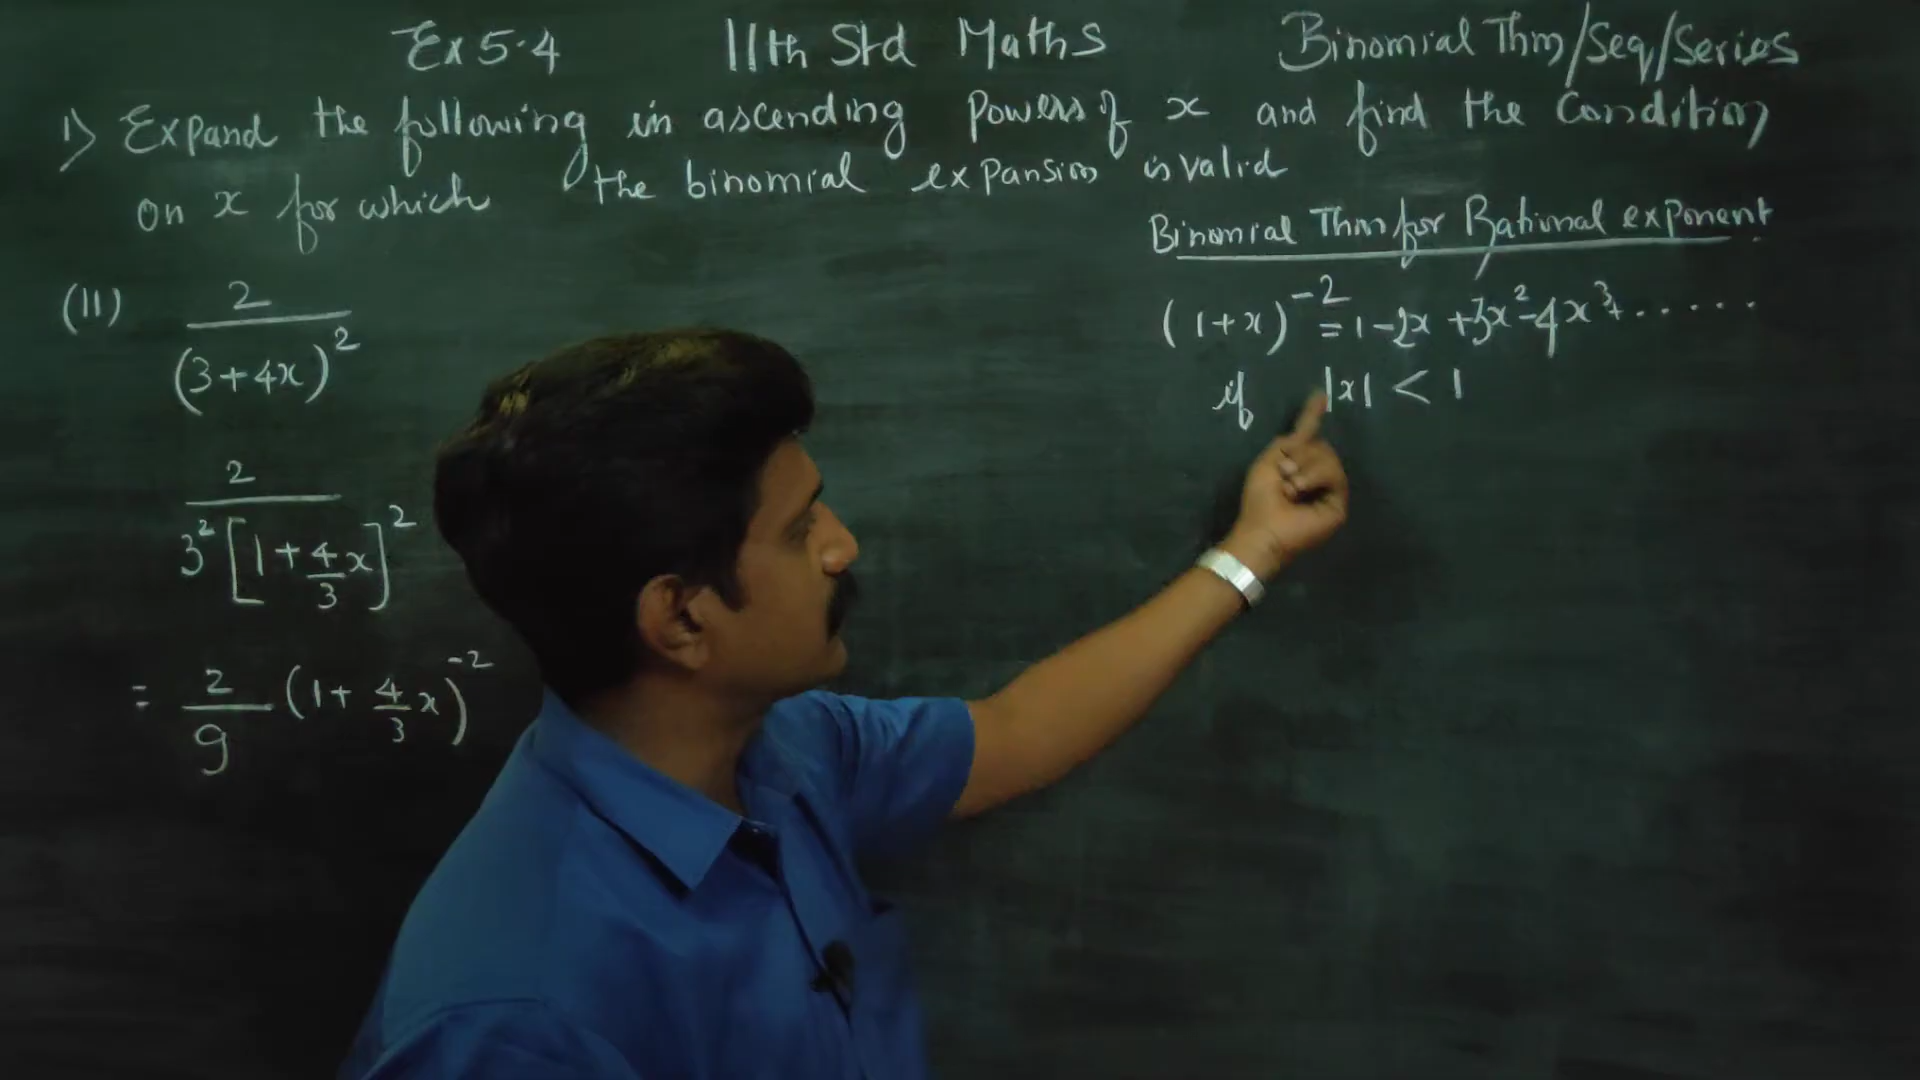 Ex 5.4 11th Std Maths Binomial Thm/Seq/Series
1) Expand the following in ascending Powers of x and find the Condition
on x for which the binomial expansion is valid
Binomial Thm for Rational exponent
(1+x)^-2 = 1 - 2x + 3x^2 - 4x^3 + ......
if |x| < 1
(II) 2/(3+4x)^2
2/3^2[1+4/3 x]^2
= 2/9 (1+4/3 x)^-2